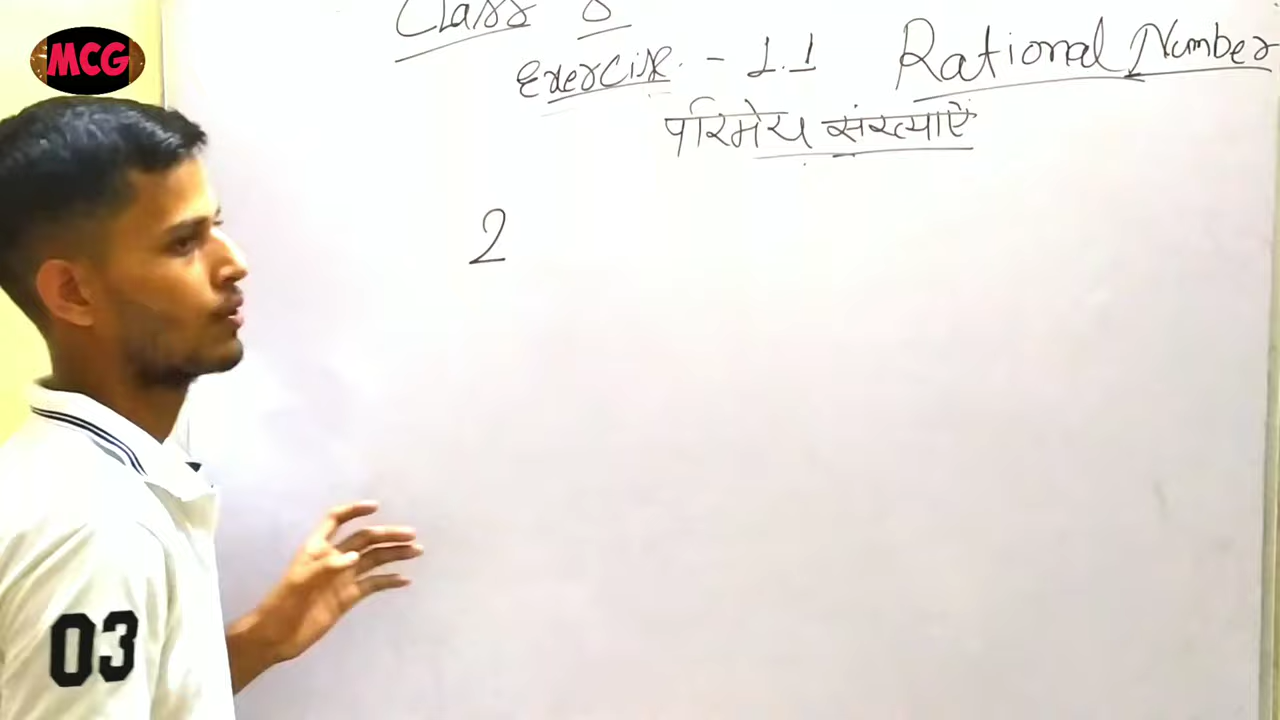 MCG
Class 8
Exercise - 1.1 Rational Number
परिमेय संख्याएँ
2
03